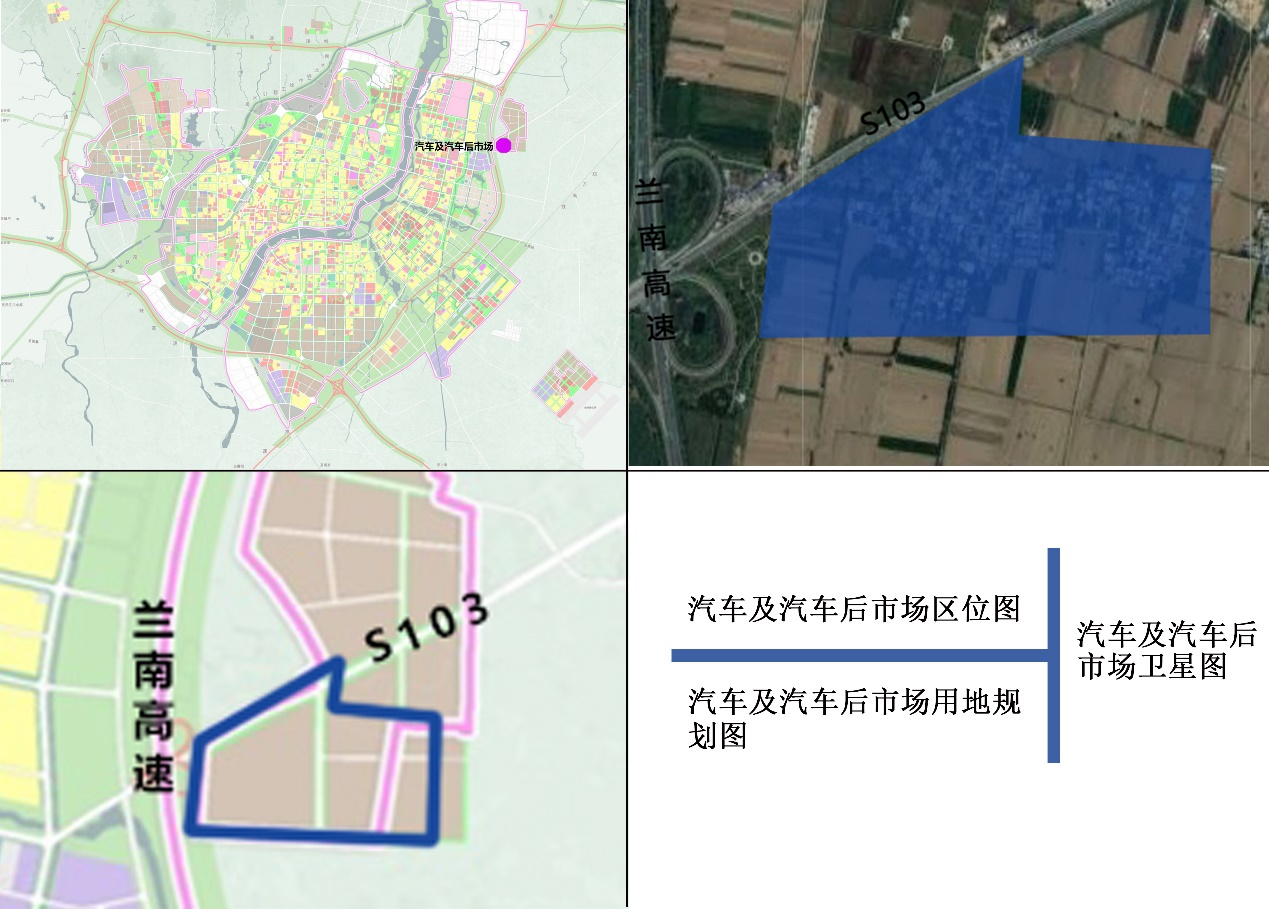 汽车及汽车后市场
S103
兰
南
高
速
S103
兰
南
高
速
汽车及汽车后市场区位图
汽车及汽车后市场用地规
划图
汽车及汽车后
市场卫星图